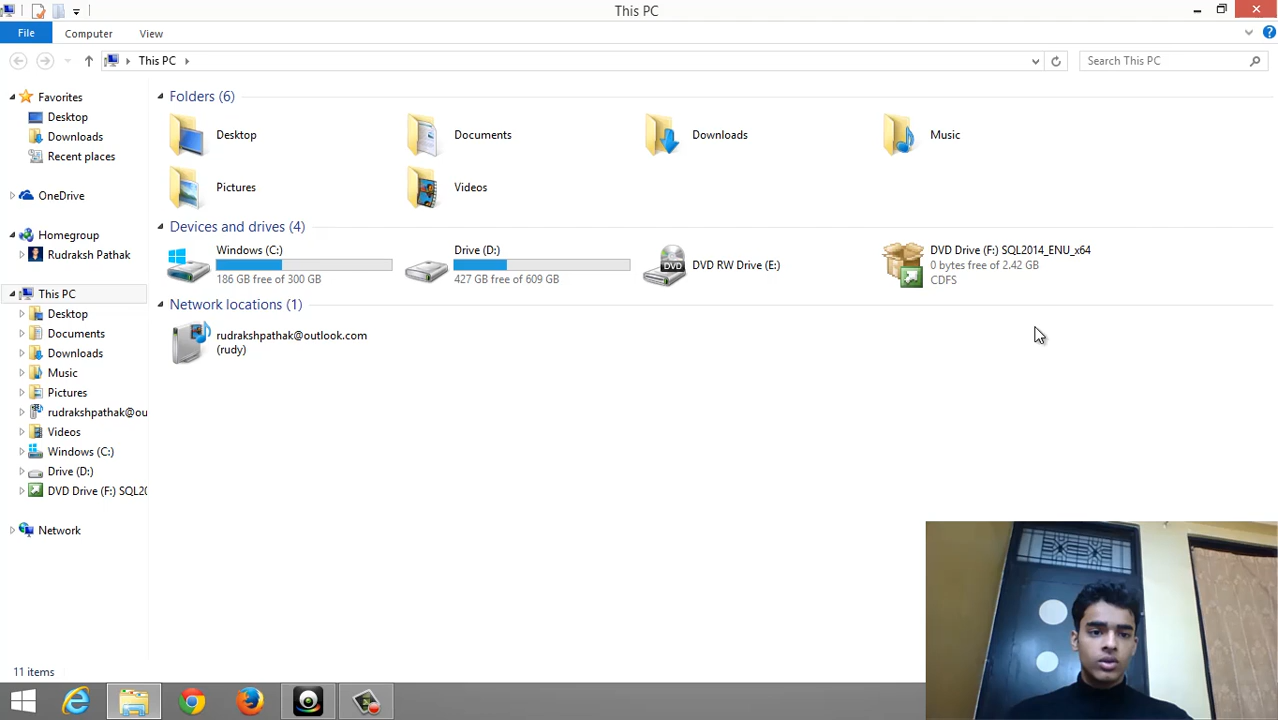 This PC
File
Computer
View
This PC
Search This PC
Favorites
Desktop
Downloads
Recent places
OneDrive
Homegroup
Rudraksh Pathak
This PC
Desktop
Documents
Downloads
Music
Pictures
rudrakshpathak@ou
Videos
Windows (C:)
Drive (D:)
DVD Drive (F:) SQL20
Network
Folders (6)
Desktop
Documents
Downloads
Music
Pictures
Videos
Devices and drives (4)
Windows (C:)
186 GB free of 300 GB
Drive (D:)
427 GB free of 609 GB
DVD
DVD RW Drive (E:)
DVD Drive (F:) SQL2014_ENU_x64
0 bytes free of 2.42 GB
CDFS
Network locations (1)
rudrakshpathak@outlook.com
(rudy)
11 items